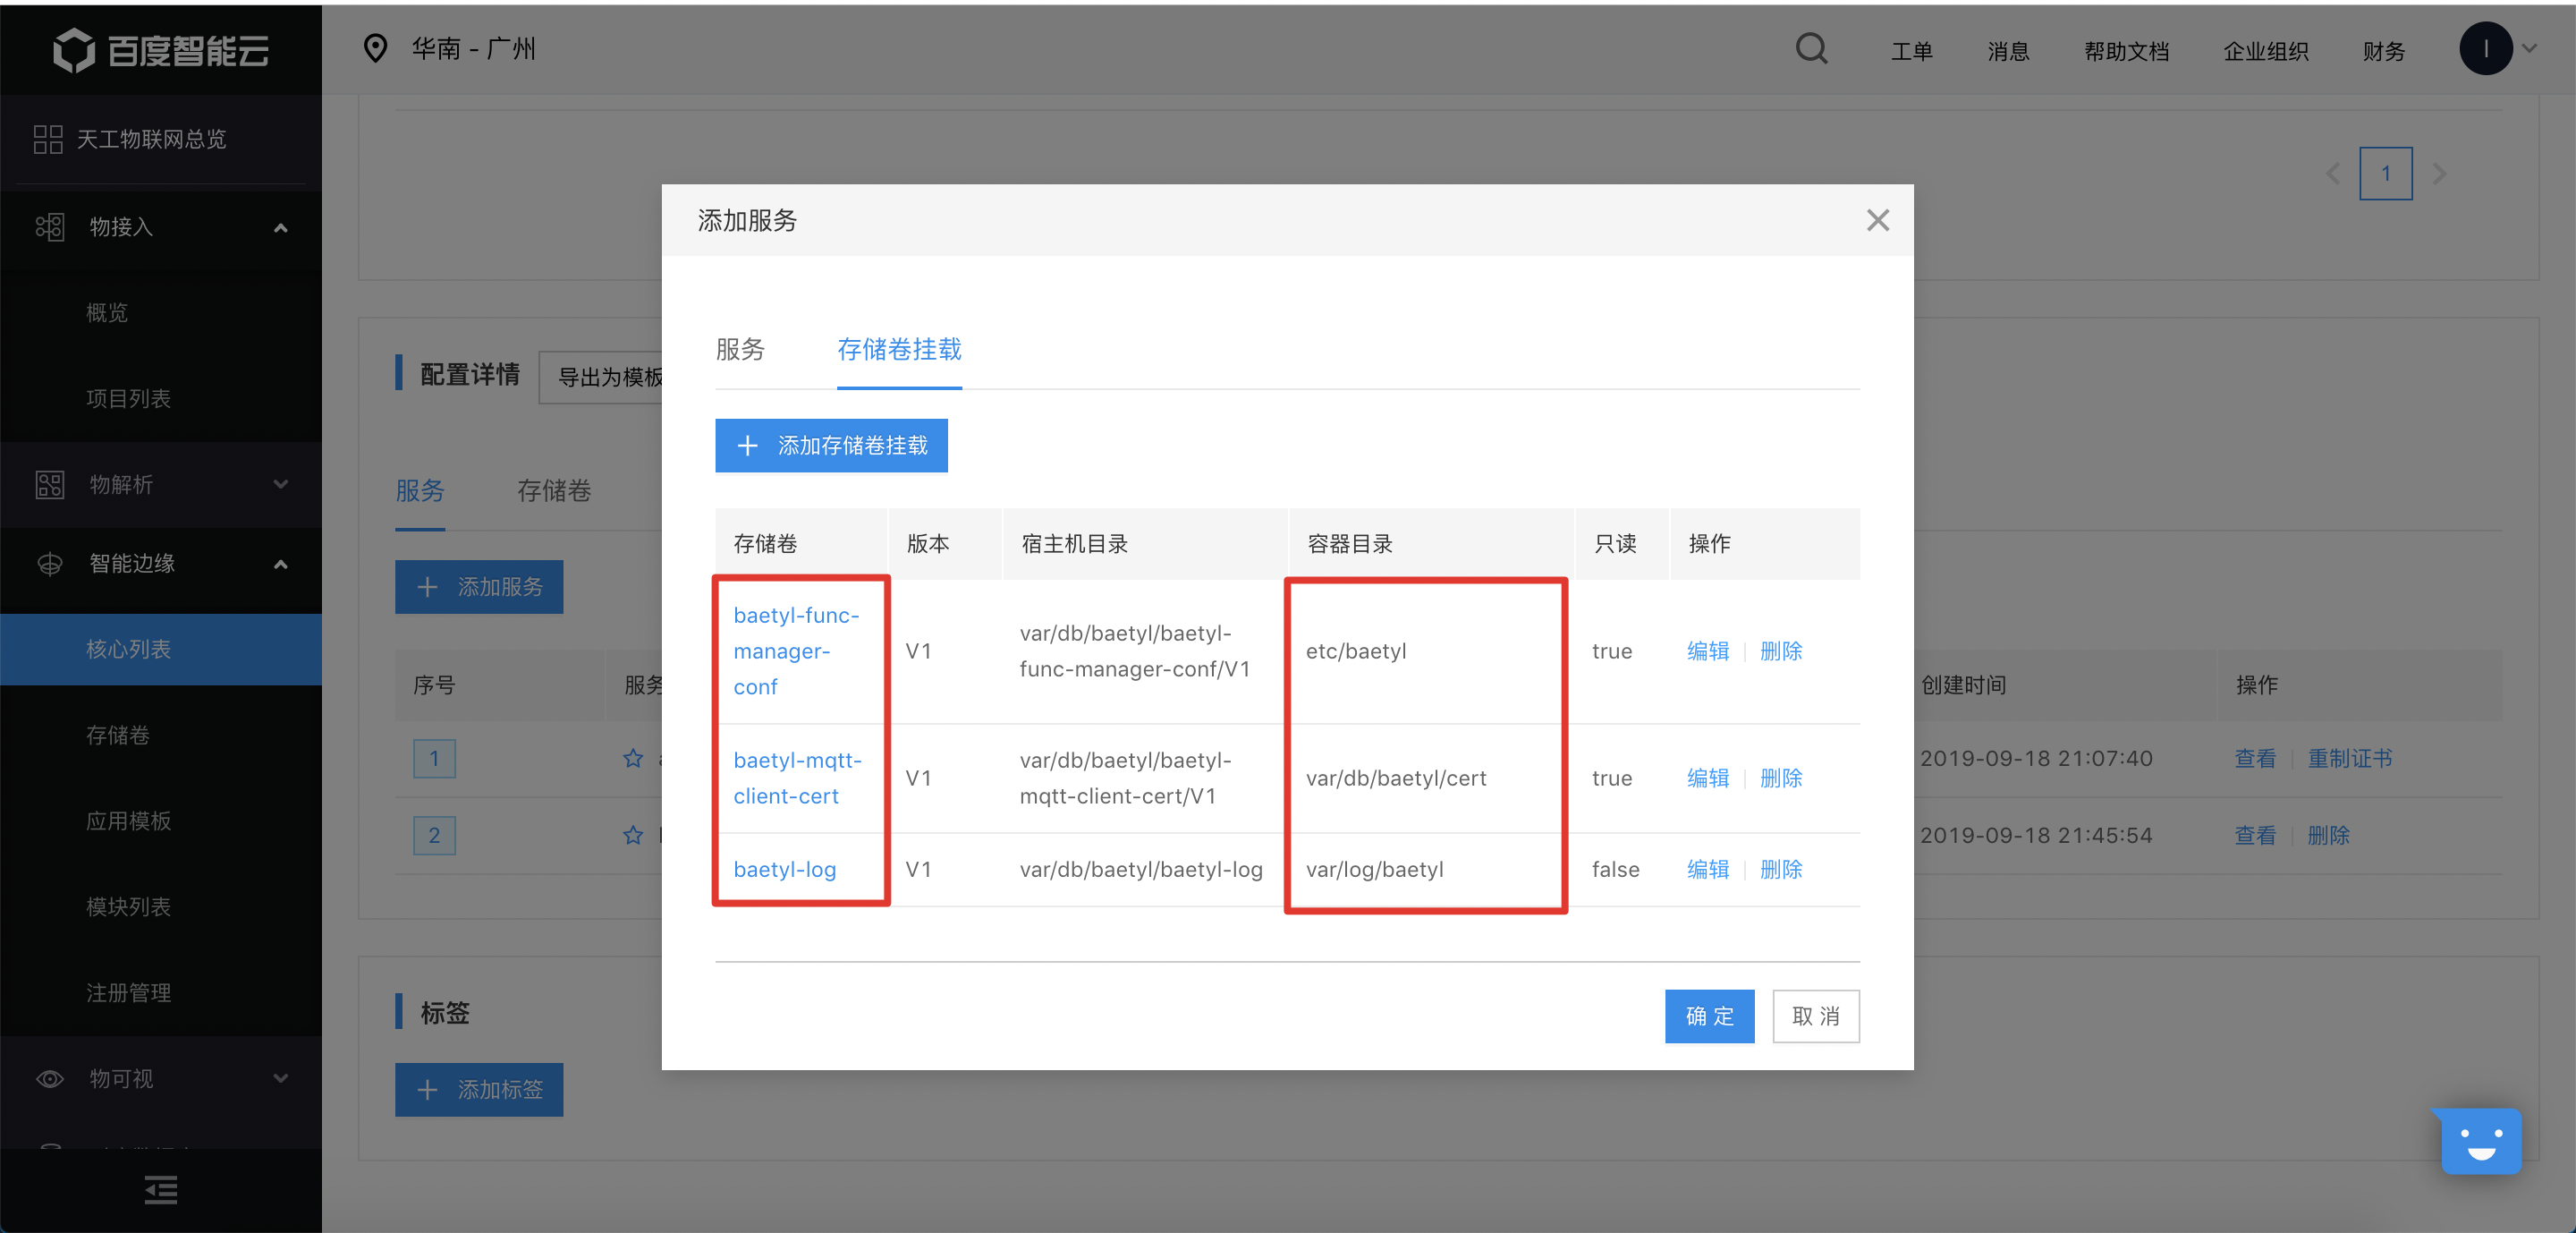 百度智能云
华南 - 广州
工单
消息
帮助文档
企业组织
财务
I
天工物联网总览
物接入
概览
项目列表
物解析
智能边缘
核心列表
存储卷
应用模板
模块列表
注册管理
物可视
1
配置详情
导出为模板
服务
存储卷
添加服务
序号
服务
创建时间
操作
1
2019-09-18 21:07:40
查看
重制证书
2
2019-09-18 21:45:54
查看
删除
标签
添加标签
添加服务
服务
存储卷挂载
添加存储卷挂载
存储卷
版本
宿主机目录
容器目录
只读
操作
baetyl-func-
manager-
conf
V1
var/db/baetyl/baetyl-
func-manager-conf/V1
etc/baetyl
true
编辑
删除
baetyl-mqtt-
client-cert
V1
var/db/baetyl/baetyl-
mqtt-client-cert/V1
var/db/baetyl/cert
true
编辑
删除
baetyl-log
V1
var/db/baetyl/baetyl-log
var/log/baetyl
false
编辑
删除
确定
取消